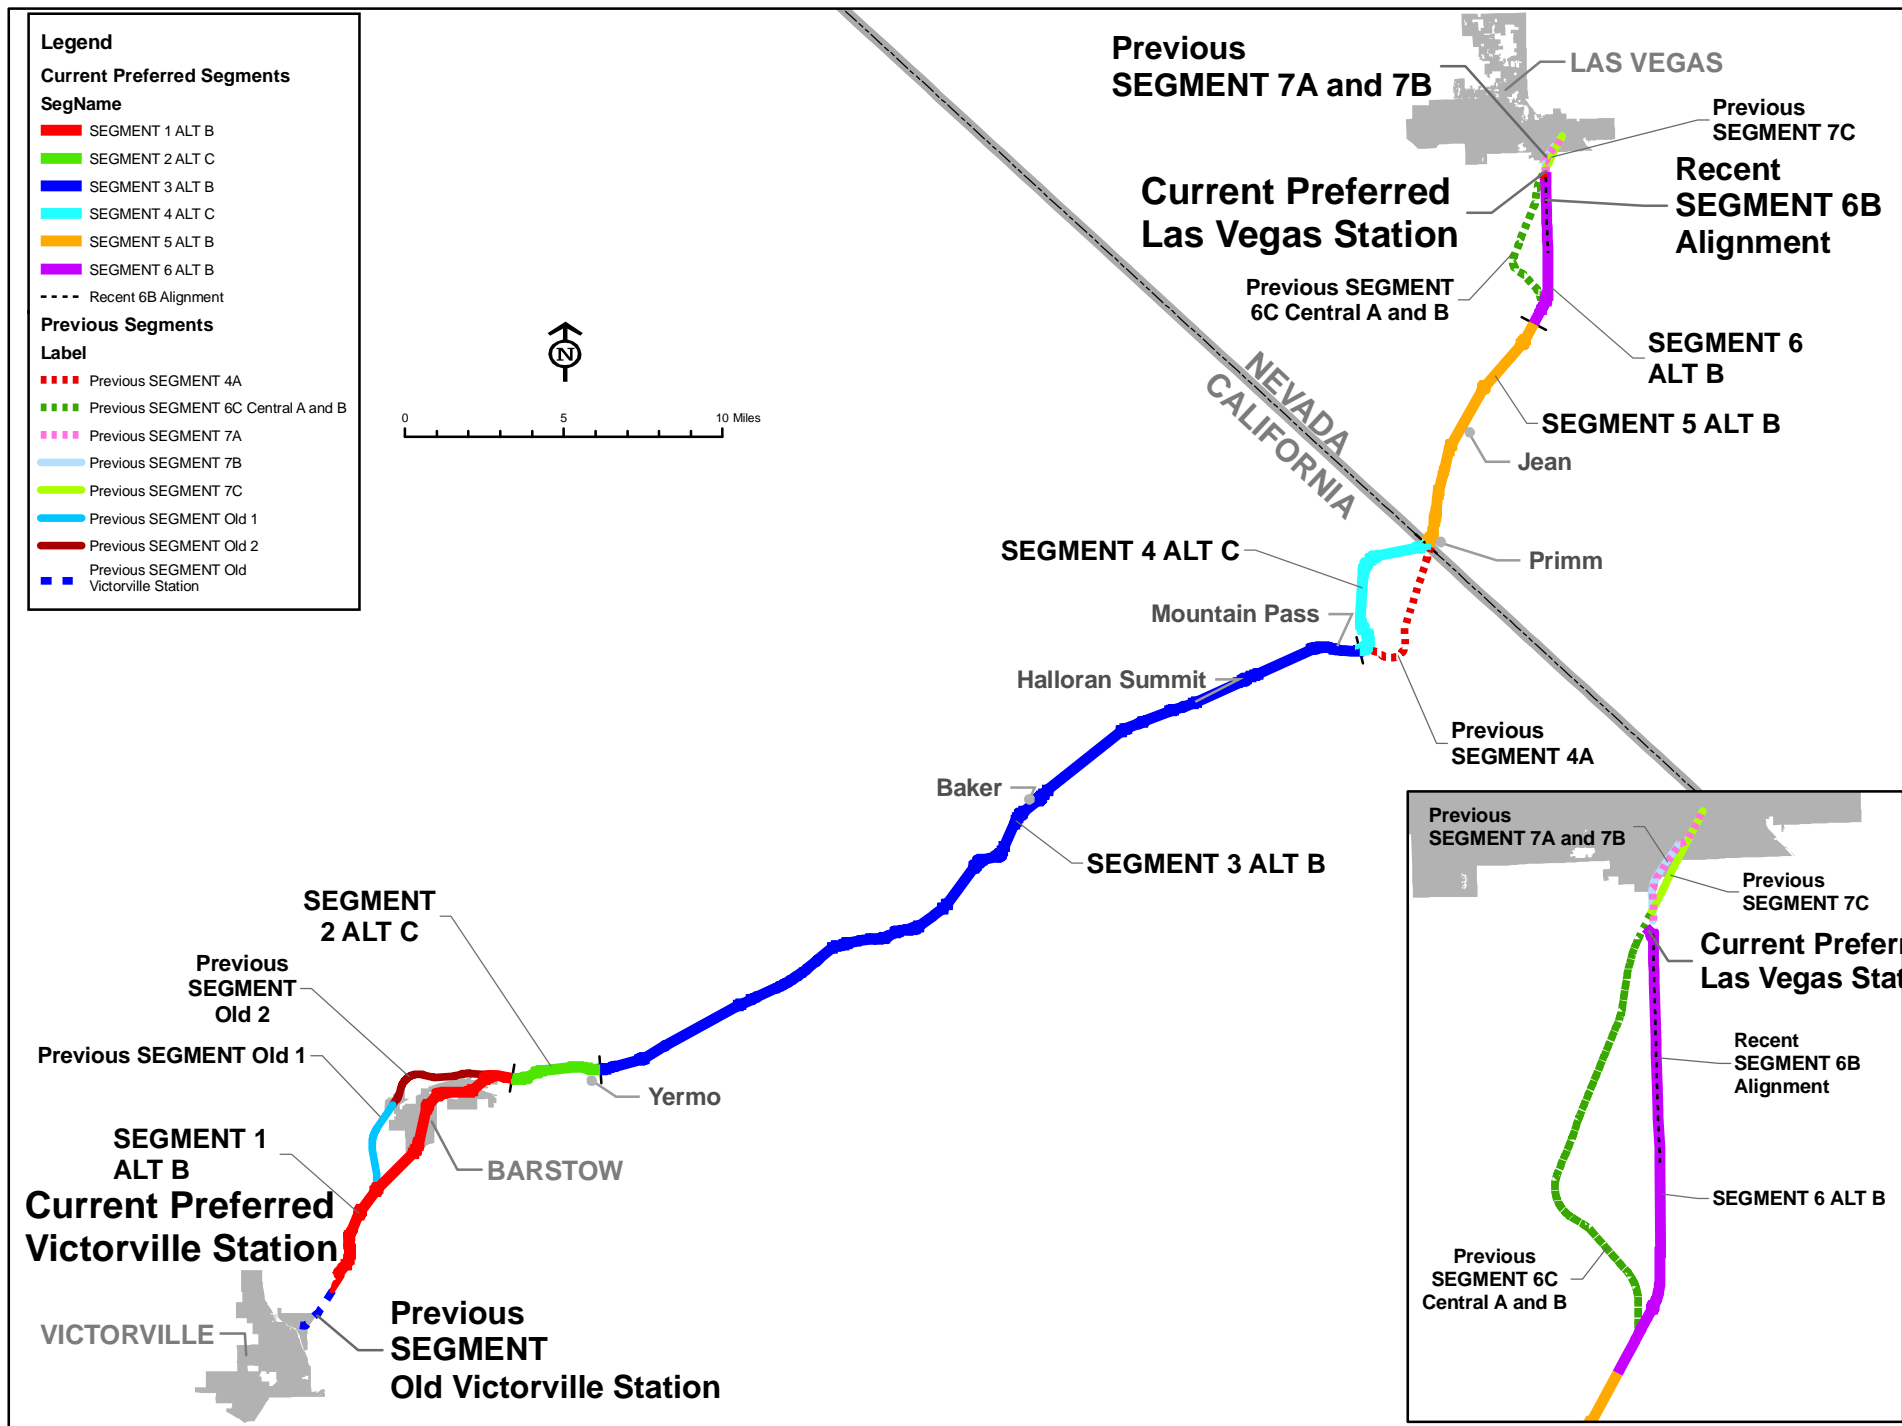 Legend
Current Preferred Segments
SegName
SEGMENT 1 ALT B
SEGMENT 2 ALT C
SEGMENT 3 ALT B
SEGMENT 4 ALT C
SEGMENT 5 ALT B
SEGMENT 6 ALT B
Recent 6B Alignment
Previous Segments
Label
Previous SEGMENT 4A
Previous SEGMENT 6C Central A and B
Previous SEGMENT 7A
Previous SEGMENT 7B
Previous SEGMENT 7C
Previous SEGMENT Old 1
Previous SEGMENT Old 2
Previous SEGMENT Old
Victorville Station
N
0 5 10 Miles
Previous
SEGMENT 7A and 7B
LAS VEGAS
Previous
SEGMENT 7C
Current Preferred
Las Vegas Station
Recent
SEGMENT 6B
Alignment
Previous SEGMENT
6C Central A and B
SEGMENT 6
ALT B
NEVADA
CALIFORNIA
SEGMENT 5 ALT B
Jean
SEGMENT 4 ALT C
Primm
Mountain Pass
Halloran Summit
Previous
SEGMENT 4A
Baker
SEGMENT 3 ALT B
SEGMENT
2 ALT C
Previous
SEGMENT
Old 2
Previous SEGMENT Old 1
Yermo
SEGMENT 1
ALT B
BARSTOW
Current Preferred
Victorville Station
VICTORVILLE
Previous
SEGMENT
Old Victorville Station
Previous
SEGMENT 7A and 7B
Previous
SEGMENT 7C
Current Prefer
Las Vegas Stat
Recent
SEGMENT 6B
Alignment
SEGMENT 6 ALT B
Previous
SEGMENT 6C
Central A and B